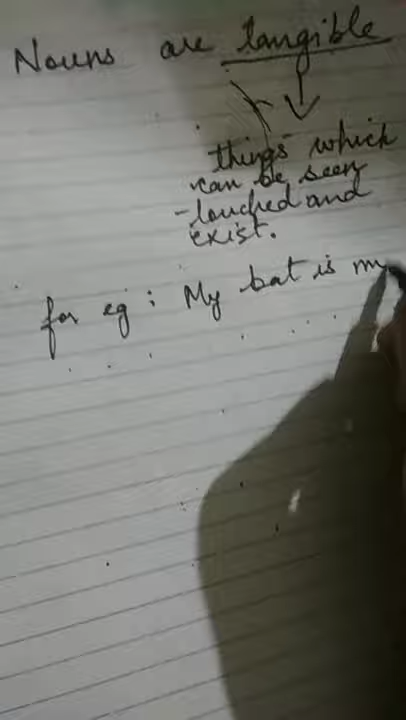 Nouns are tangible
things which
can be seen
- touched and
exist.
for eg : My bat is m